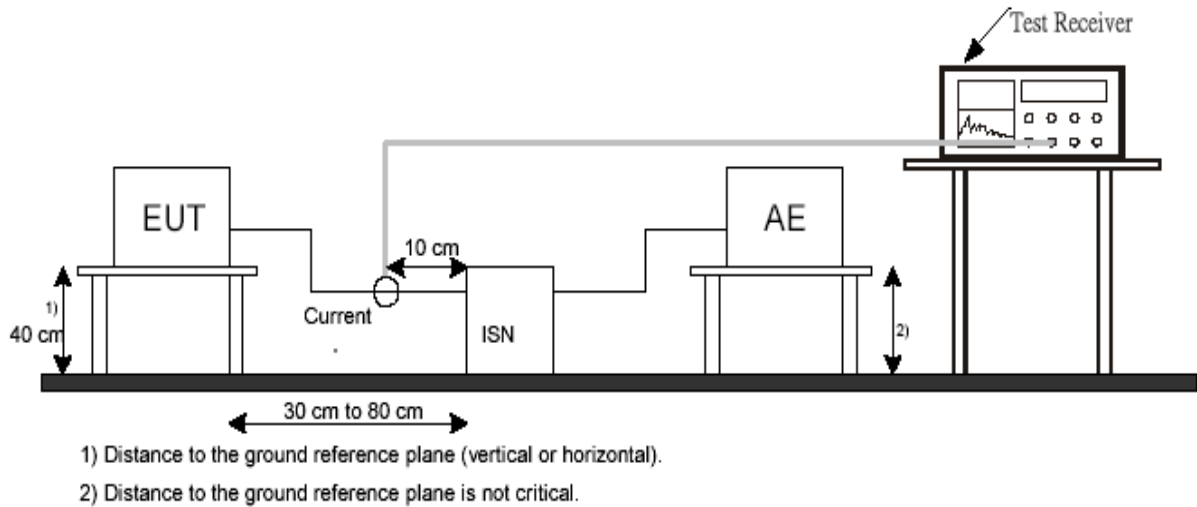 Test Receiver
EUT
AE
10 cm
1)
40 cm
Current
ISN
2)
30 cm to 80 cm
1) Distance to the ground reference plane (vertical or horizontal).
2) Distance to the ground reference plane is not critical.